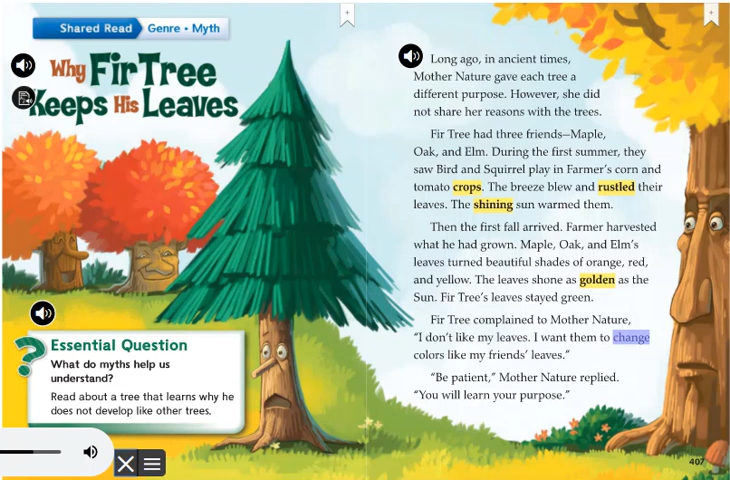 Shared Read Genre • Myth
Why Fir Tree
Keeps His Leaves
Essential Question
What do myths help us
understand?
Read about a tree that learns why he
does not develop like other trees.
Long ago, in ancient times,
Mother Nature gave each tree a
different purpose. However, she did
not share her reasons with the trees.
Fir Tree had three friends—Maple,
Oak, and Elm. During the first summer, they
saw Bird and Squirrel play in Farmer's corn and
tomato crops. The breeze blew and rustled their
leaves. The shining sun warmed them.
Then the first fall arrived. Farmer harvested
what he had grown. Maple, Oak, and Elm's
leaves turned beautiful shades of orange, red,
and yellow. The leaves shone as golden as the
Sun. Fir Tree's leaves stayed green.
Fir Tree complained to Mother Nature,
"I don't like my leaves. I want them to change
colors like my friends' leaves."
"Be patient," Mother Nature replied.
"You will learn your purpose."
407